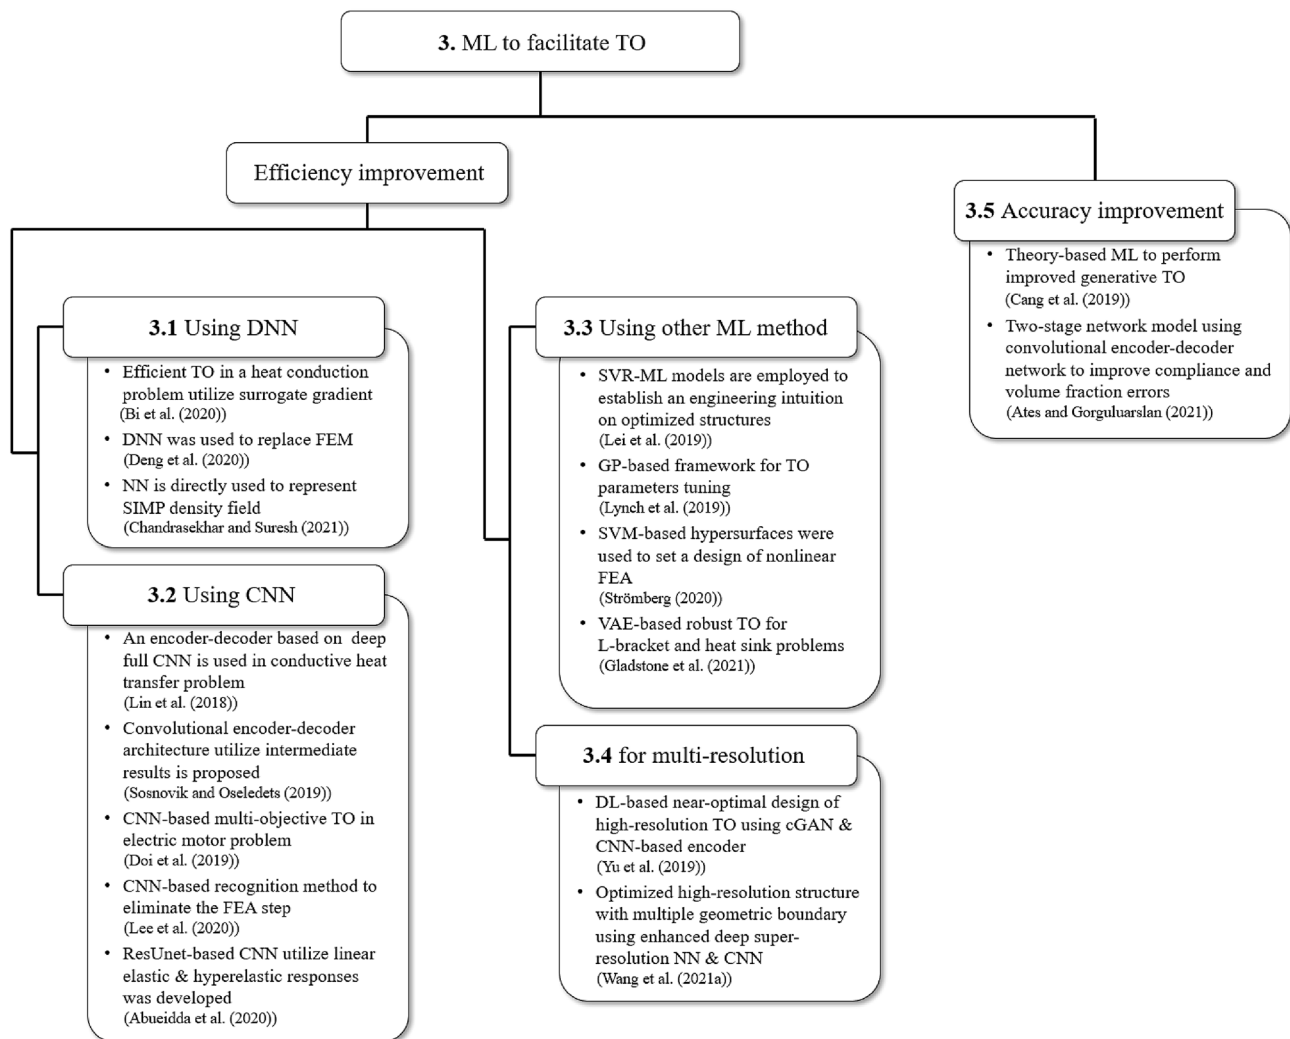 3. ML to facilitate TO
Efficiency improvement
3.1 Using DNN
• Efficient TO in a heat conduction
problem utilize surrogate gradient
(Bi et al. (2020))
• DNN was used to replace FEM
(Deng et al. (2020))
• NN is directly used to represent
SIMP density field
(Chandrasekhar and Suresh (2021))
3.2 Using CNN
• An encoder-decoder based on deep
full CNN is used in conductive heat
transfer problem
(Lin et al. (2018))
• Convolutional encoder-decoder
architecture utilize intermediate
results is proposed
(Sosnovik and Oseledets (2019))
• CNN-based multi-objective TO in
electric motor problem
(Doi et al. (2019))
• CNN-based recognition method to
eliminate the FEA step
(Lee et al. (2020))
• ResUnet-based CNN utilize linear
elastic & hyperelastic responses
was developed
(Abueidda et al. (2020))
3.3 Using other ML method
• SVR-ML models are employed to
establish an engineering intuition
on optimized structures
(Lei et al. (2019))
• GP-based framework for TO
parameters tuning
(Lynch et al. (2019))
• SVM-based hypersurfaces were
used to set a design of nonlinear
FEA
(Strömberg (2020))
• VAE-based robust TO for
L-bracket and heat sink problems
(Gladstone et al. (2021))
3.4 for multi-resolution
• DL-based near-optimal design of
high-resolution TO using cGAN &
CNN-based encoder
(Yu et al. (2019))
• Optimized high-resolution structure
with multiple geometric boundary
using enhanced deep super-
resolution NN & CNN
(Wang et al. (2021a))
3.5 Accuracy improvement
• Theory-based ML to perform
improved generative TO
(Cang et al. (2019))
• Two-stage network model using
convolutional encoder-decoder
network to improve compliance and
volume fraction errors
(Ates and Gorguluarslan (2021))